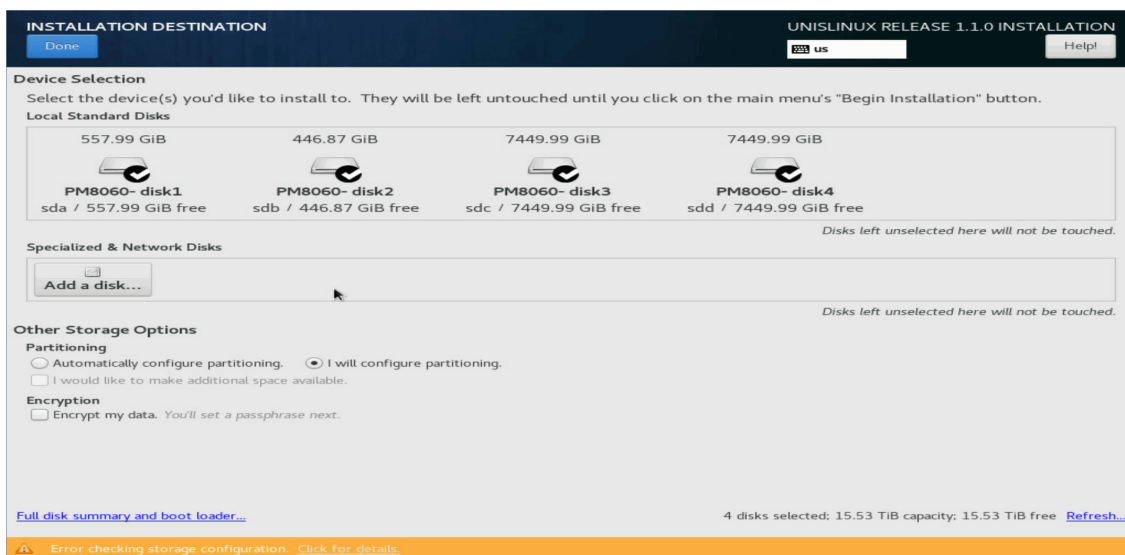 INSTALLATION DESTINATION
UNISLINUX RELEASE 1.1.0 INSTALLATION
Done
us
Help!
Device Selection
Select the device(s) you'd like to install to. They will be left untouched until you click on the main menu's "Begin Installation" button.
Local Standard Disks
557.99 GiB 446.87 GiB 7449.99 GiB 7449.99 GiB
PM8060- disk1 PM8060- disk2 PM8060- disk3 PM8060- disk4
sda / 557.99 GiB free sdb / 446.87 GiB free sdc / 7449.99 GiB free sdd / 7449.99 GiB free
Disks left unselected here will not be touched.
Specialized & Network Disks
Add a disk...
Disks left unselected here will not be touched.
Other Storage Options
Partitioning
Automatically configure partitioning. I will configure partitioning.
I would like to make additional space available.
Encryption
Encrypt my data. You'll set a passphrase next.
Full disk summary and boot loader... 4 disks selected; 15.53 TiB capacity; 15.53 TiB free Refresh...
Error checking storage configuration. Click for details.